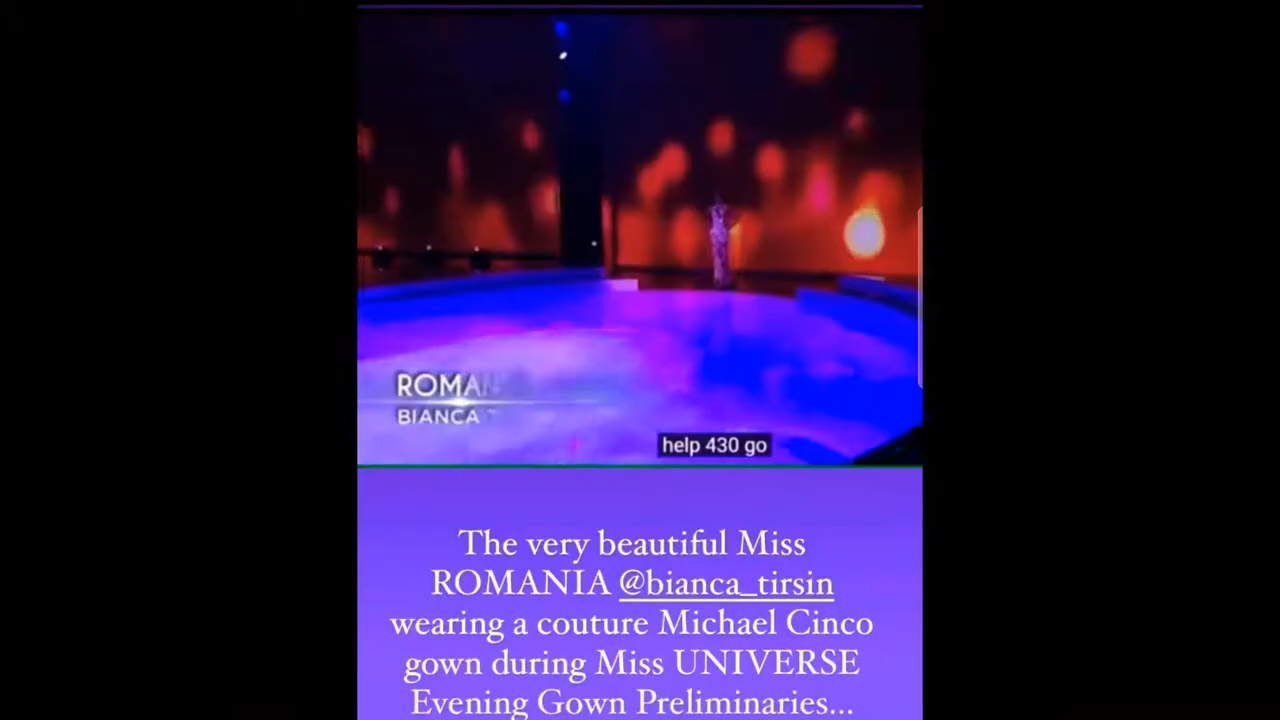 ROMAN
BIANCA T
help 430 go
The very beautiful Miss
ROMANIA @bianca_tirsin
wearing a couture Michael Cinco
gown during Miss UNIVERSE
Evening Gown Preliminaries...